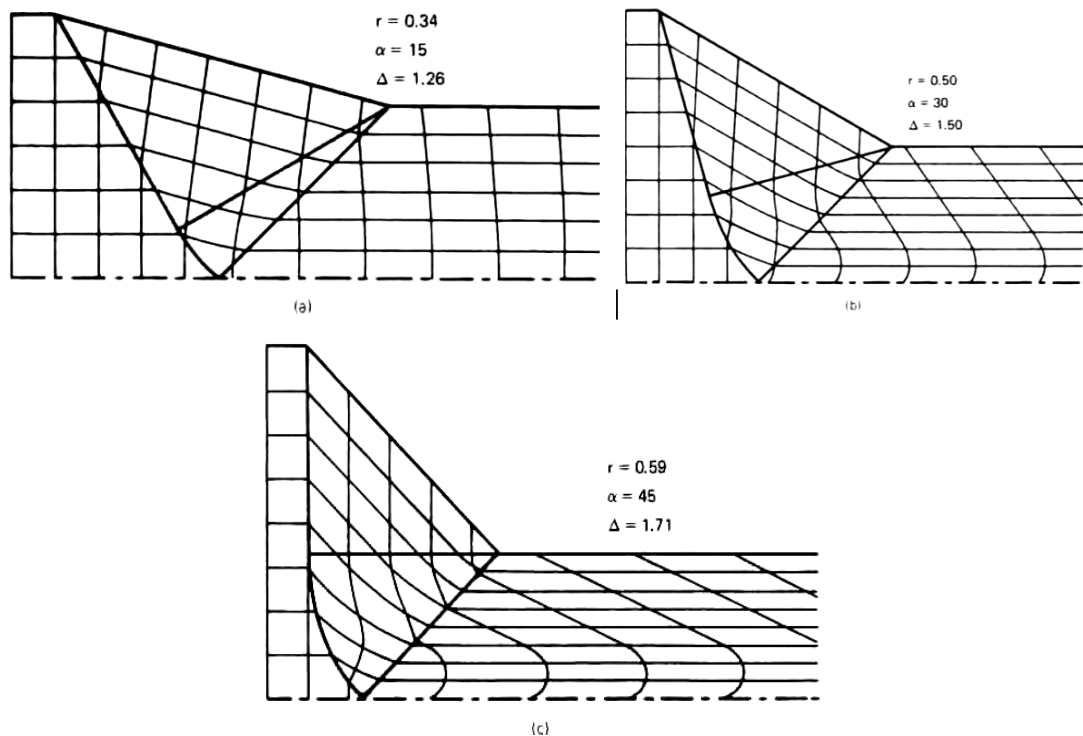 r = 0.34
α = 15
Δ = 1.26
(a)
r = 0.50
α = 30
Δ = 1.50
(b)
r = 0.59
α = 45
Δ = 1.71
(c)